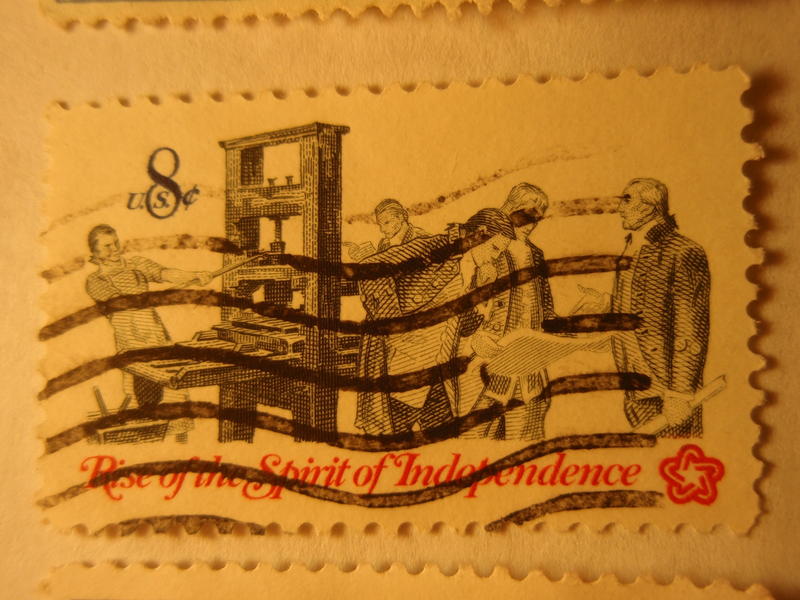 8¢
U.S.
Rise of the Spirit of Independence